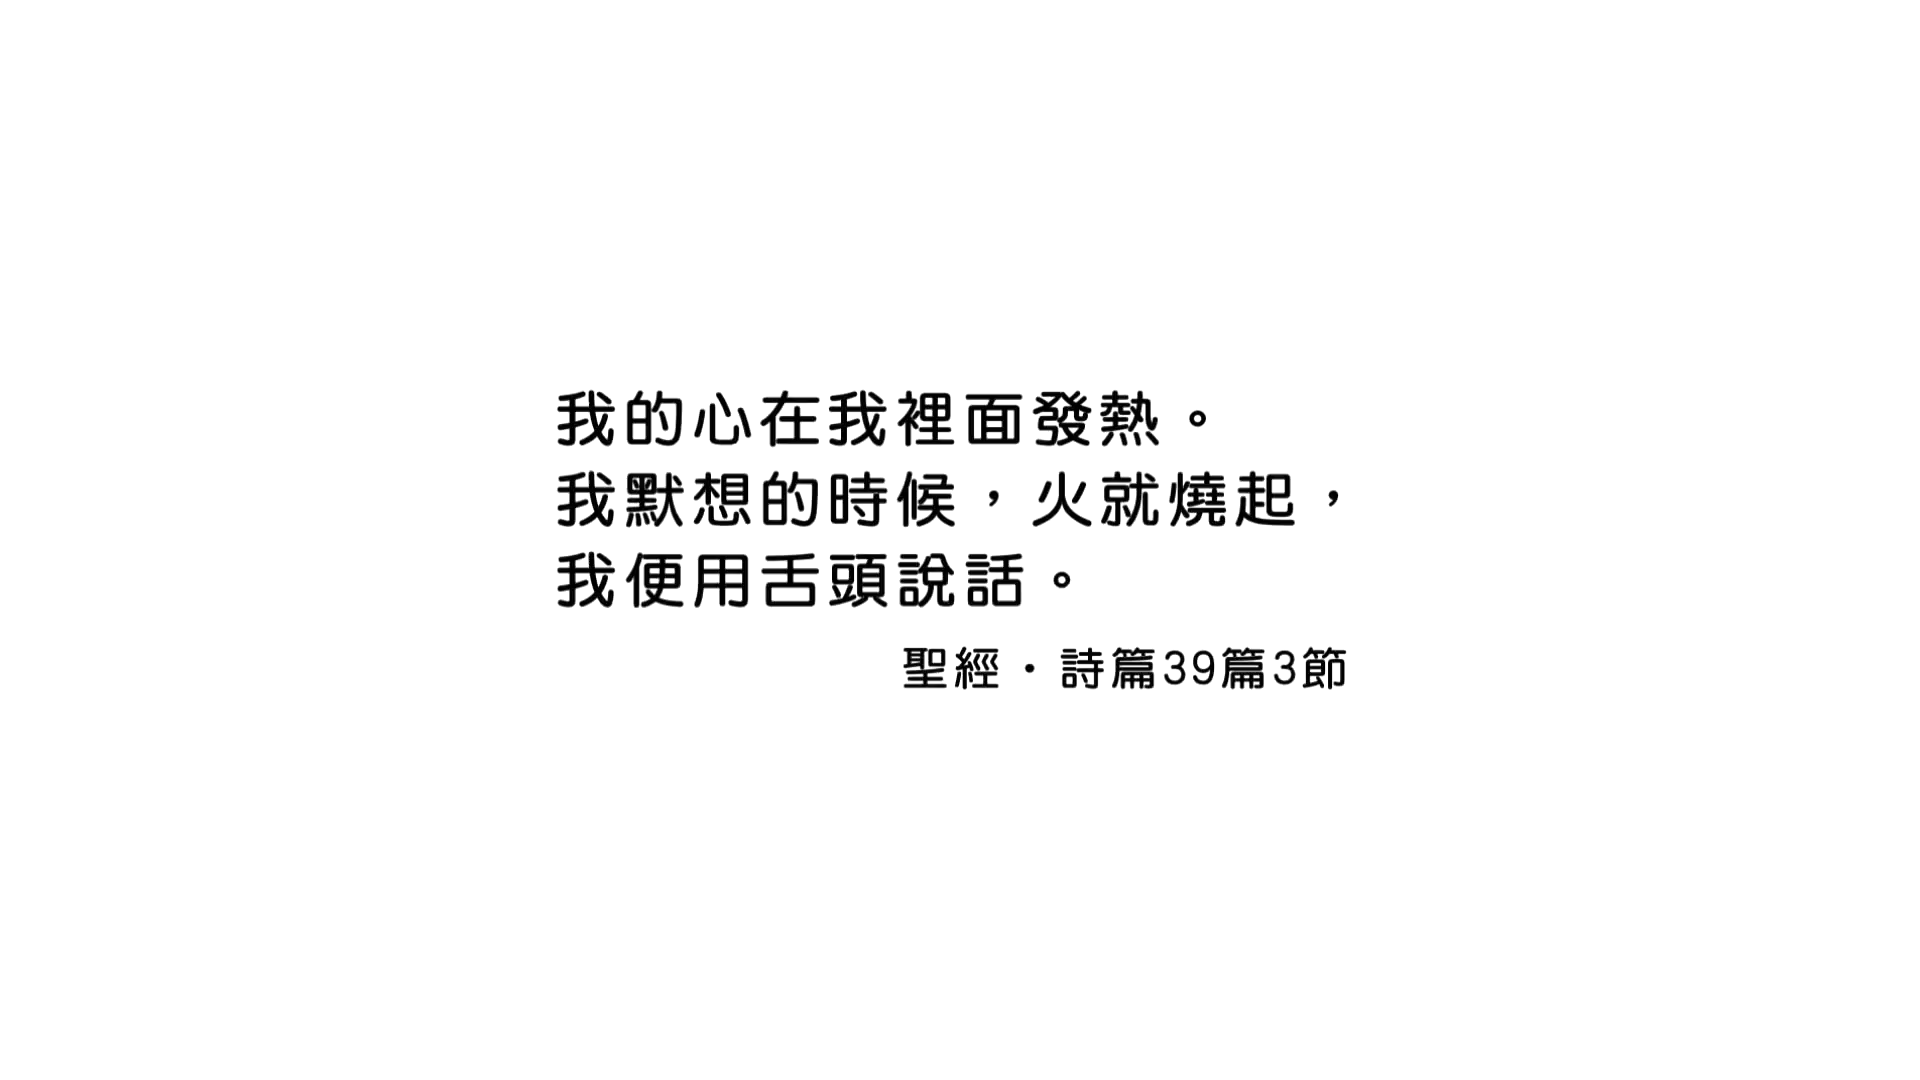 我的心在我裡面發熱。
我默想的時候，火就燒起，
我便用舌頭說話。
聖經・詩篇39篇3節